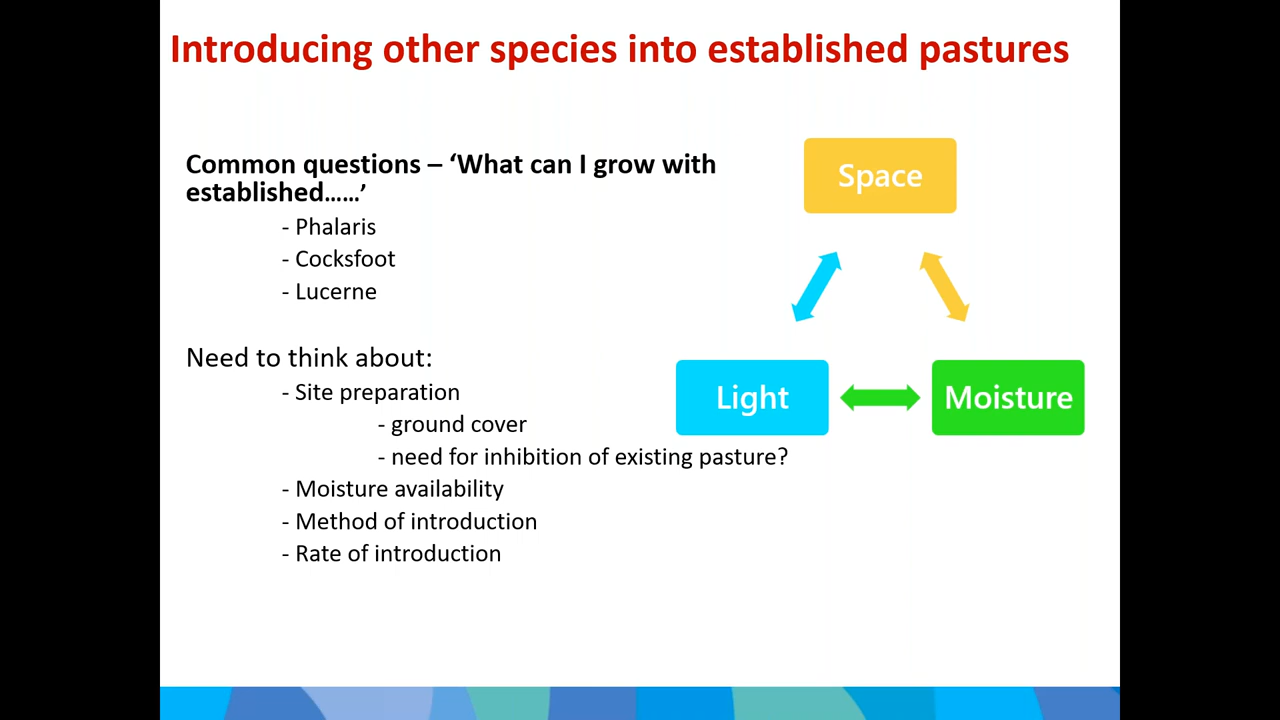 Introducing other species into established pastures
Common questions – ‘What can I grow with
established……’
- Phalaris
- Cocksfoot
- Lucerne
Need to think about:
- Site preparation
- ground cover
- need for inhibition of existing pasture?
- Moisture availability
- Method of introduction
- Rate of introduction
Space
Light
Moisture